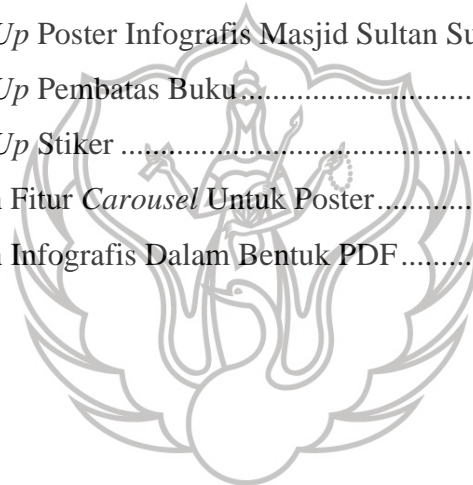 Up Poster Infografis Masjid Sultan Su
Up Pembatas Buku....................................
Up Stiker ....................................................
Fitur Carousel Untuk Poster................
Infografis Dalam Bentuk PDF.............